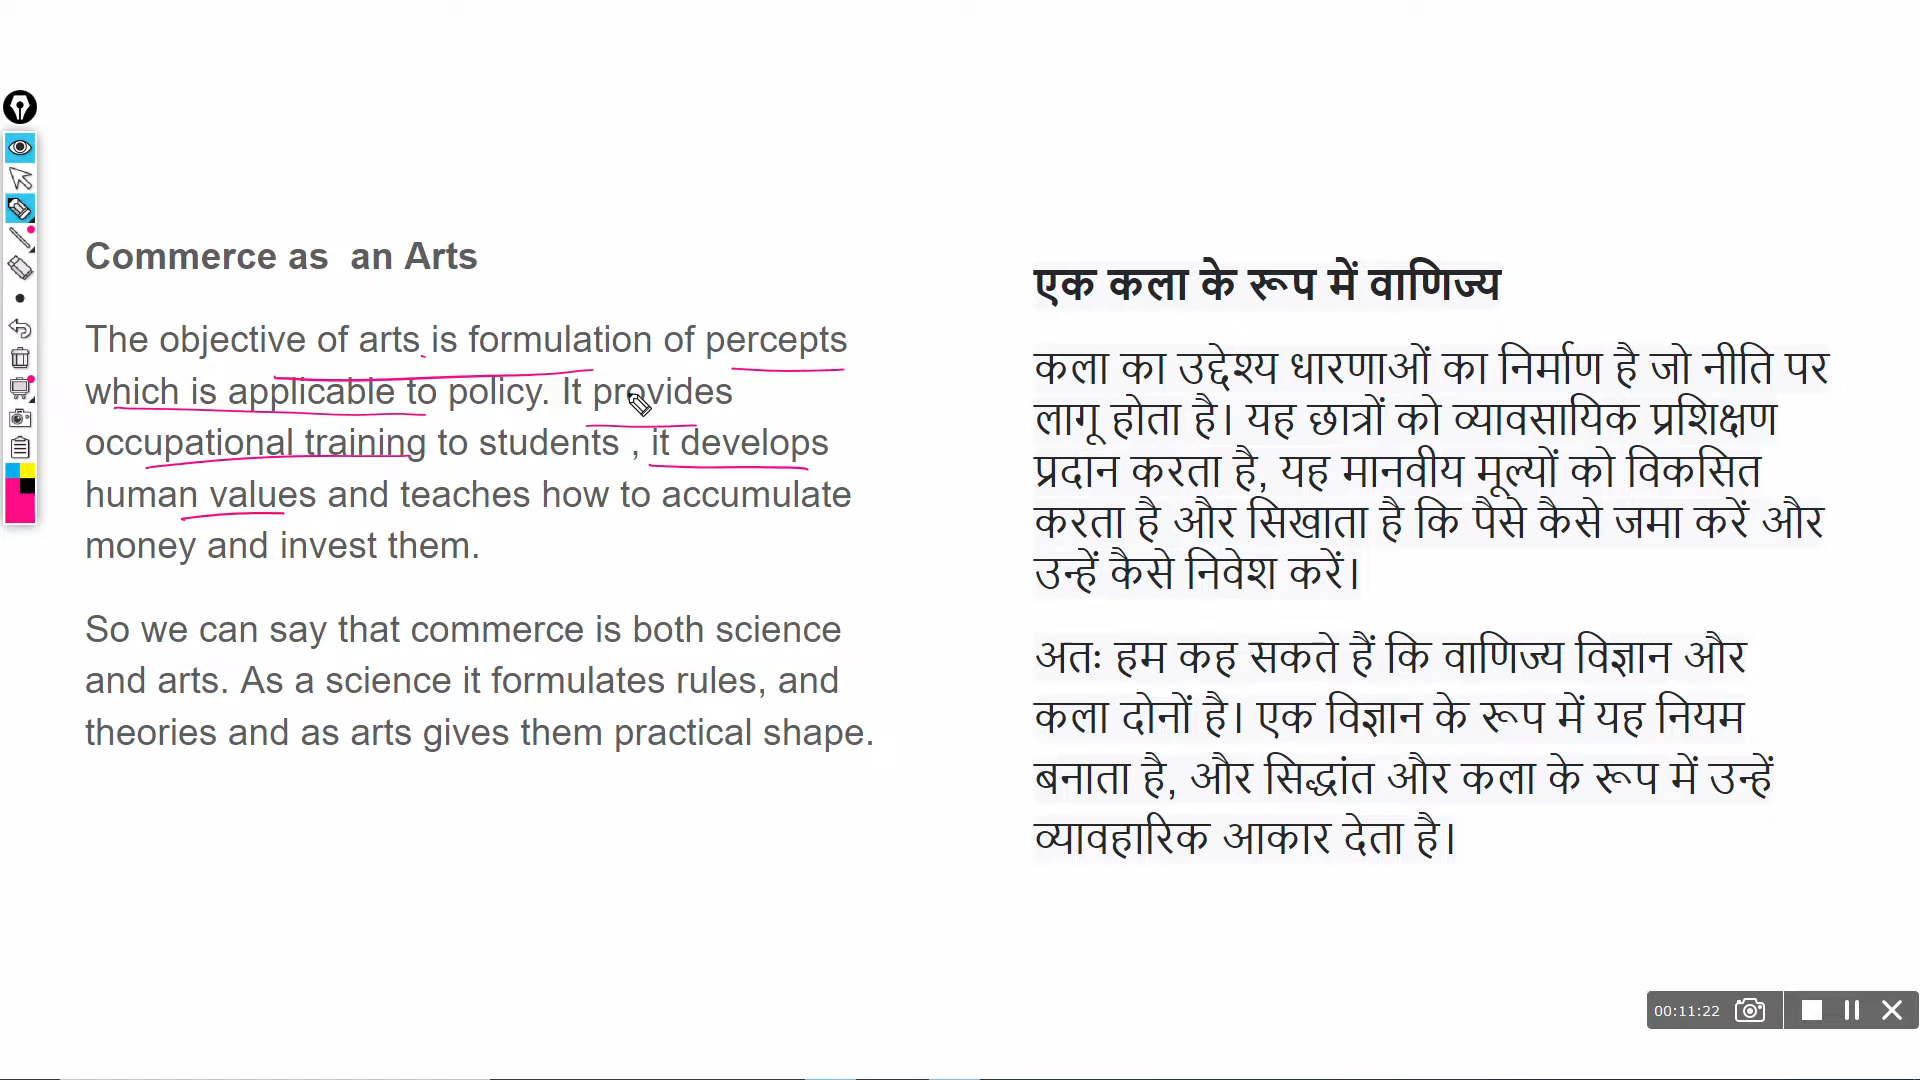 Commerce as  an Arts
The objective of arts is formulation of percepts
which is applicable to policy. It provides
occupational training to students , it develops
human values and teaches how to accumulate
money and invest them.
So we can say that commerce is both science
and arts. As a science it formulates rules, and
theories and as arts gives them practical shape.
एक कला के रूप में वाणिज्य
कला का उद्देश्य धारणाओं का निर्माण है जो नीति पर
लागू होता है। यह छात्रों को व्यावसायिक प्रशिक्षण
प्रदान करता है, यह मानवीय मूल्यों को विकसित
करता है और सिखाता है कि पैसे कैसे जमा करें और
उन्हें कैसे निवेश करें।
अतः हम कह सकते हैं कि वाणिज्य विज्ञान और
कला दोनों है। एक विज्ञान के रूप में यह नियम
बनाता है, और सिद्धांत और कला के रूप में उन्हें
व्यावहारिक आकार देता है।
00:11:22